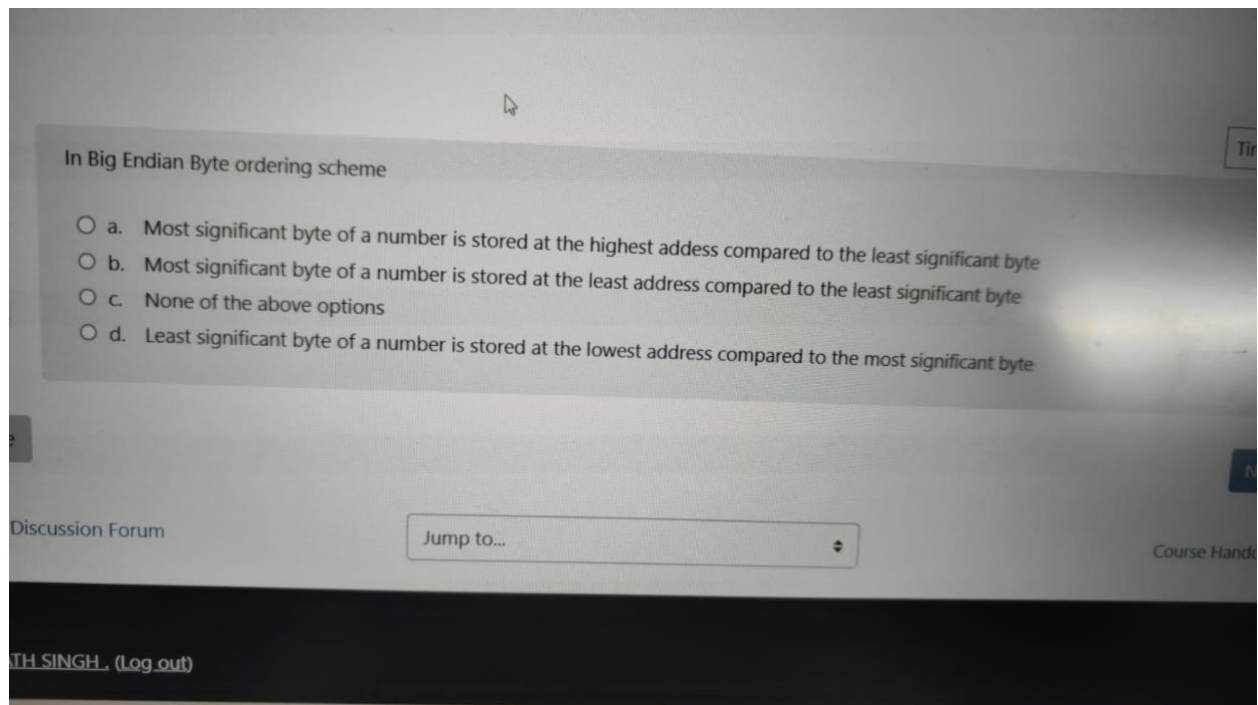 In Big Endian Byte ordering scheme
a. Most significant byte of a number is stored at the highest addess compared to the least significant byte
b. Most significant byte of a number is stored at the least address compared to the least significant byte
c. None of the above options
d. Least significant byte of a number is stored at the lowest address compared to the most significant byte
Discussion Forum
Jump to...
Course
TH SINGH . (Log out)